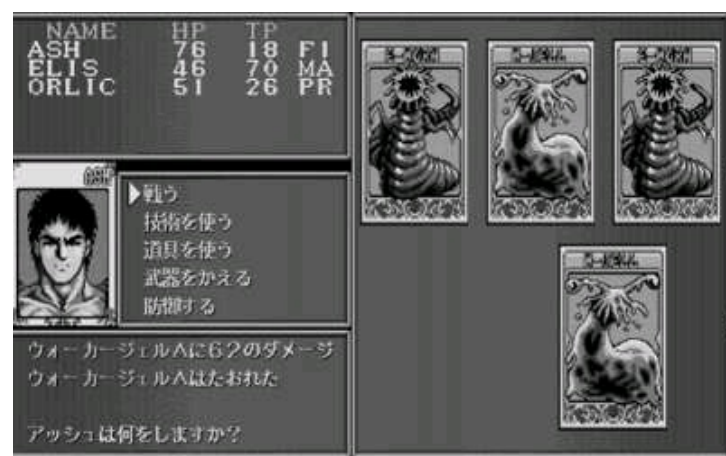 NAME HP TP
ASH 76 18 FI
ELIS 46 70 MA
ORLIC 51 26 PR
ASH
戦う
技術を使う
道具を使う
武器をかえる
防御する
ウォーカージェルAに62のダメージ
ウォーカージェルAはたおれた
アッシュは何をしますか?